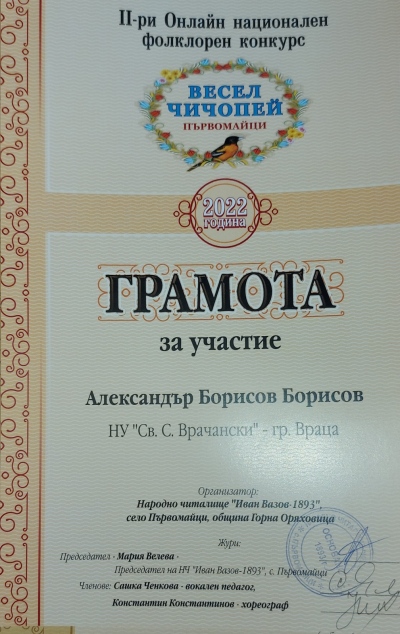 II-ри Онлайн национален
фолклорен конкурс
ВЕСЕЛ
ЧИЧОПЕЙ
ПЪРВОМАЙЦИ
2022
година
ГРАМОТА
за участие
Александър Борисов Борисов
НУ "Св. С. Врачански" - гр. Враца
Организатор:
Народно читалище "Иван Вазов-1893",
село Първомайци, община Горна Оряховица
Жури:
Председател - Мария Велева -
Председател на НЧ "Иван Вазов-1893", с. Първомайци
Членове: Сашка Ченкова - вокален педагог,
Константин Константинов - хореограф